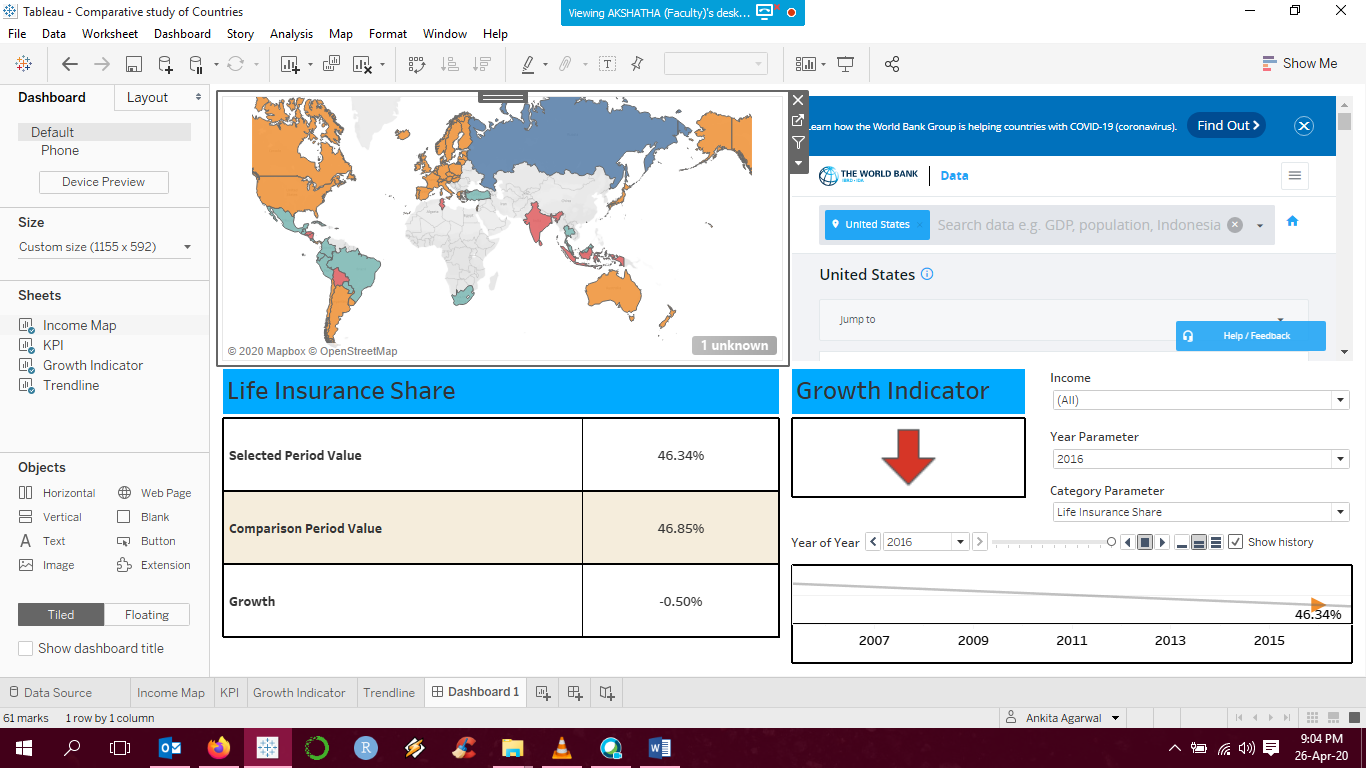 Tableau - Comparative study of Countries
Viewing AKSHATHA (Faculty)'s desk...
File Data Worksheet Dashboard Story Analysis Map Format Window Help
Show Me
Dashboard Layout
Default
Phone
Device Preview
Size
Custom size (1155 x 592)
Sheets
Income Map
KPI
Growth Indicator
Trendline
Objects
Horizontal Web Page
Vertical Blank
A Text Button
Image Extension
Tiled Floating
Show dashboard title
© 2020 Mapbox © OpenStreetMap
1 unknown
earn how the World Bank Group is helping countries with COVID-19 (coronavirus). Find Out
THE WORLD BANK Data
IBRD • IDA
United States Search data e.g. GDP, population, Indonesia
United States
Jump to
Help / Feedback
Life Insurance Share
Selected Period Value 46.34%
Comparison Period Value 46.85%
Growth -0.50%
Growth Indicator
Income
(All)
Year Parameter
2016
Category Parameter
Life Insurance Share
Year of Year 2016 Show history
46.34%
2007 2009 2011 2013 2015
Data Source Income Map KPI Growth Indicator Trendline Dashboard 1
61 marks 1 row by 1 column Ankita Agarwal
9:04 PM
26-Apr-20